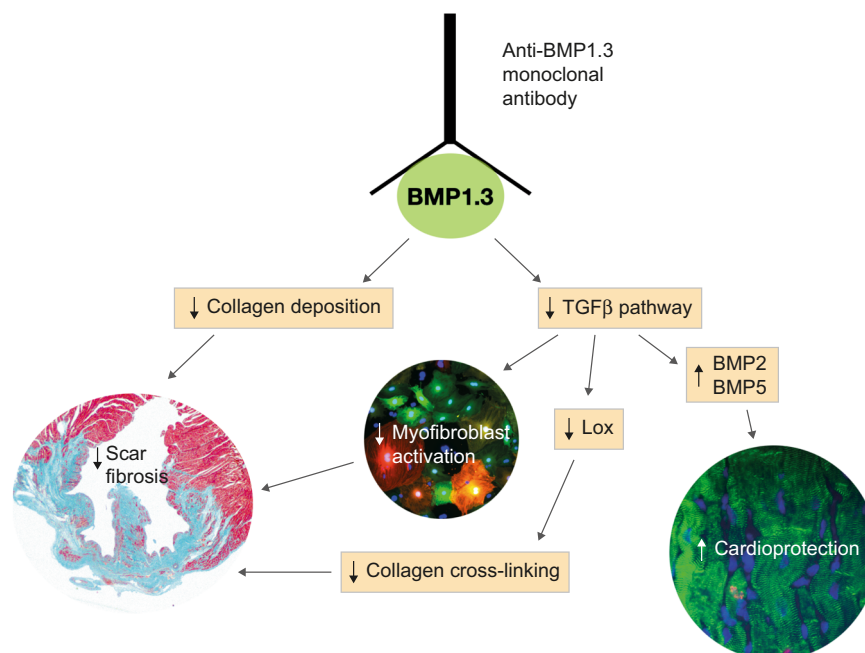 Anti-BMP1.3
monoclonal
antibody
BMP1.3
↓ Collagen deposition
↓ TGFβ pathway
↑ BMP2
BMP5
↓ Myofibroblast
activation
↓ Lox
↓ Scar
fibrosis
↑ Cardioprotection
↓ Collagen cross-linking